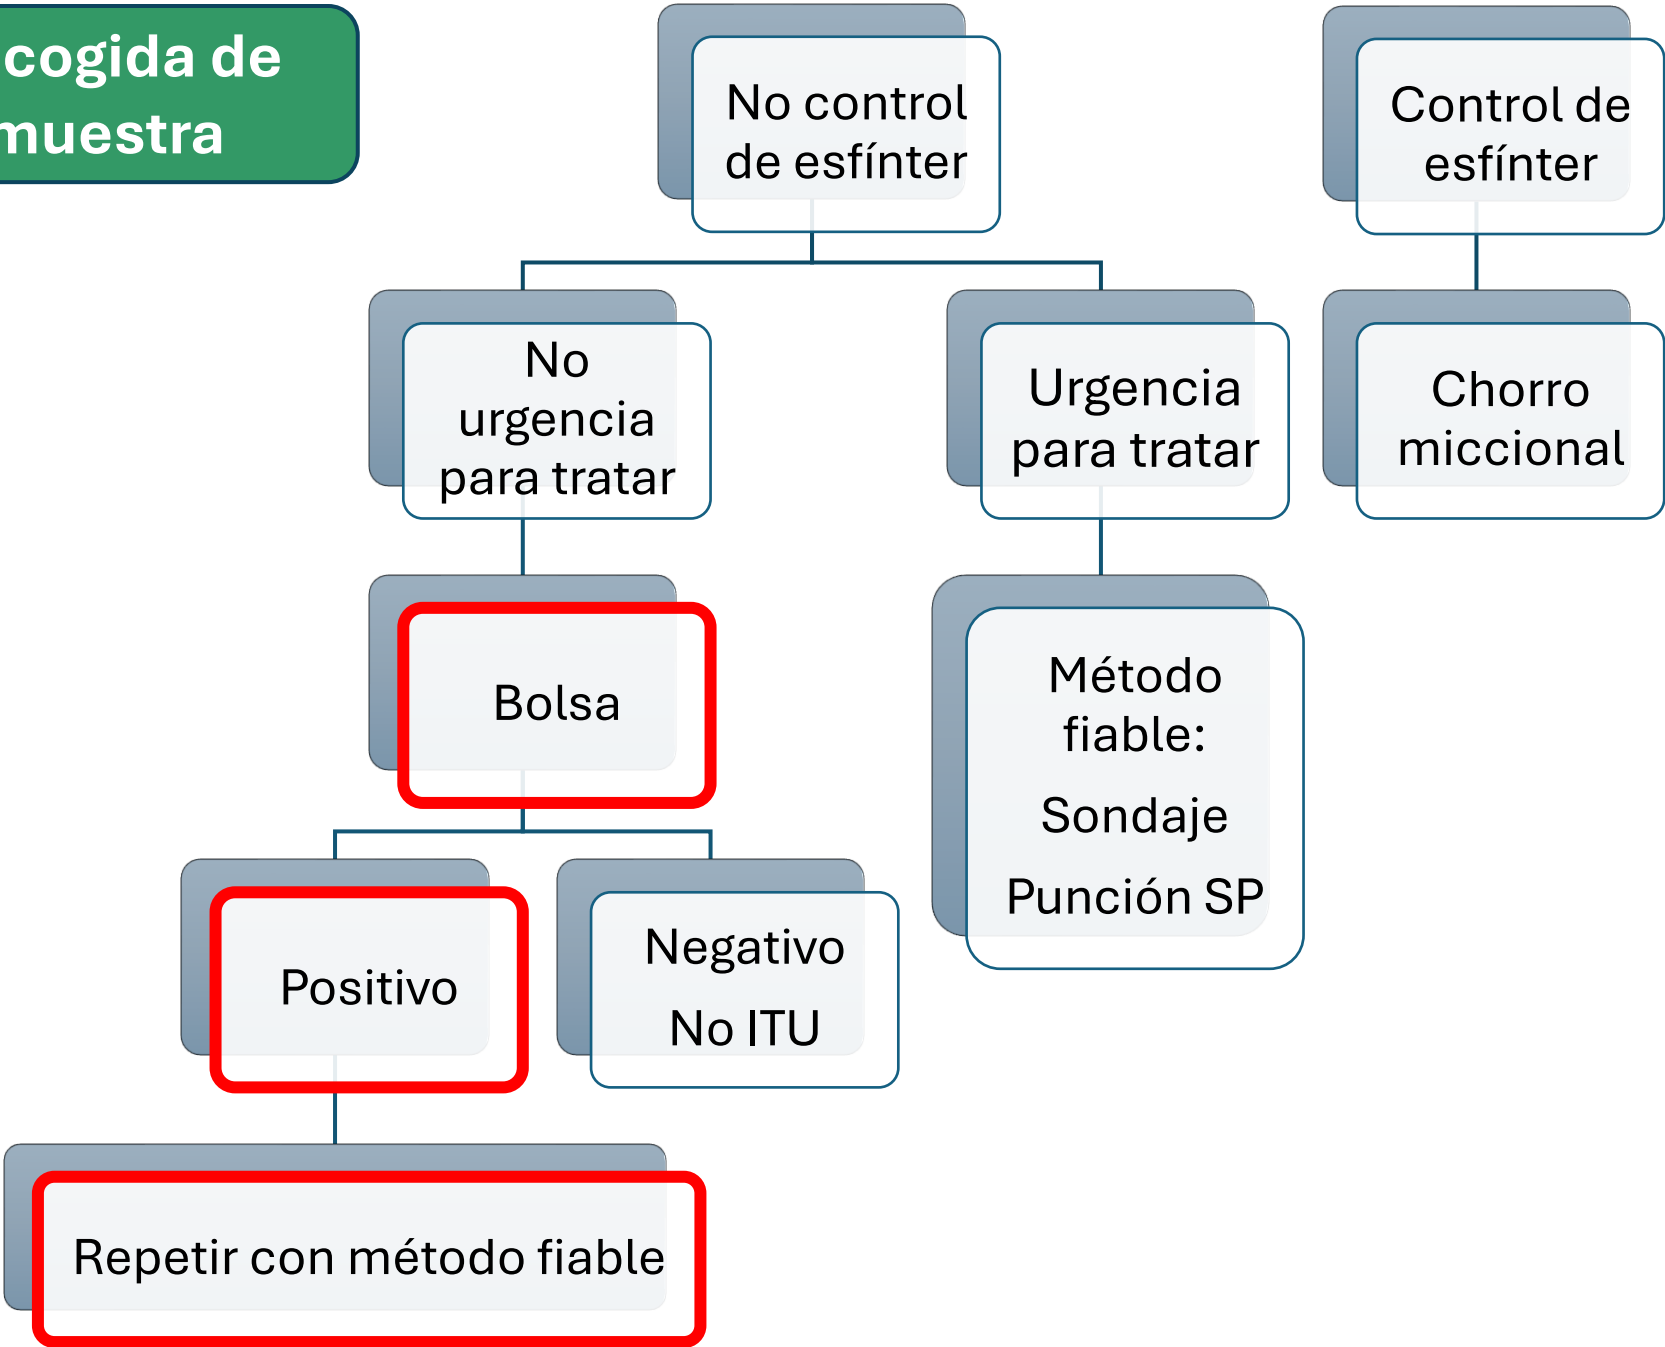 cogida de
muestra
No control
de esfínter
Control de
esfínter
No
urgencia
para tratar
Urgencia
para tratar
Chorro
miccional
Bolsa
Método
fiable:
Sondaje
Punción SP
Positivo
Negativo
No ITU
Repetir con método fiable